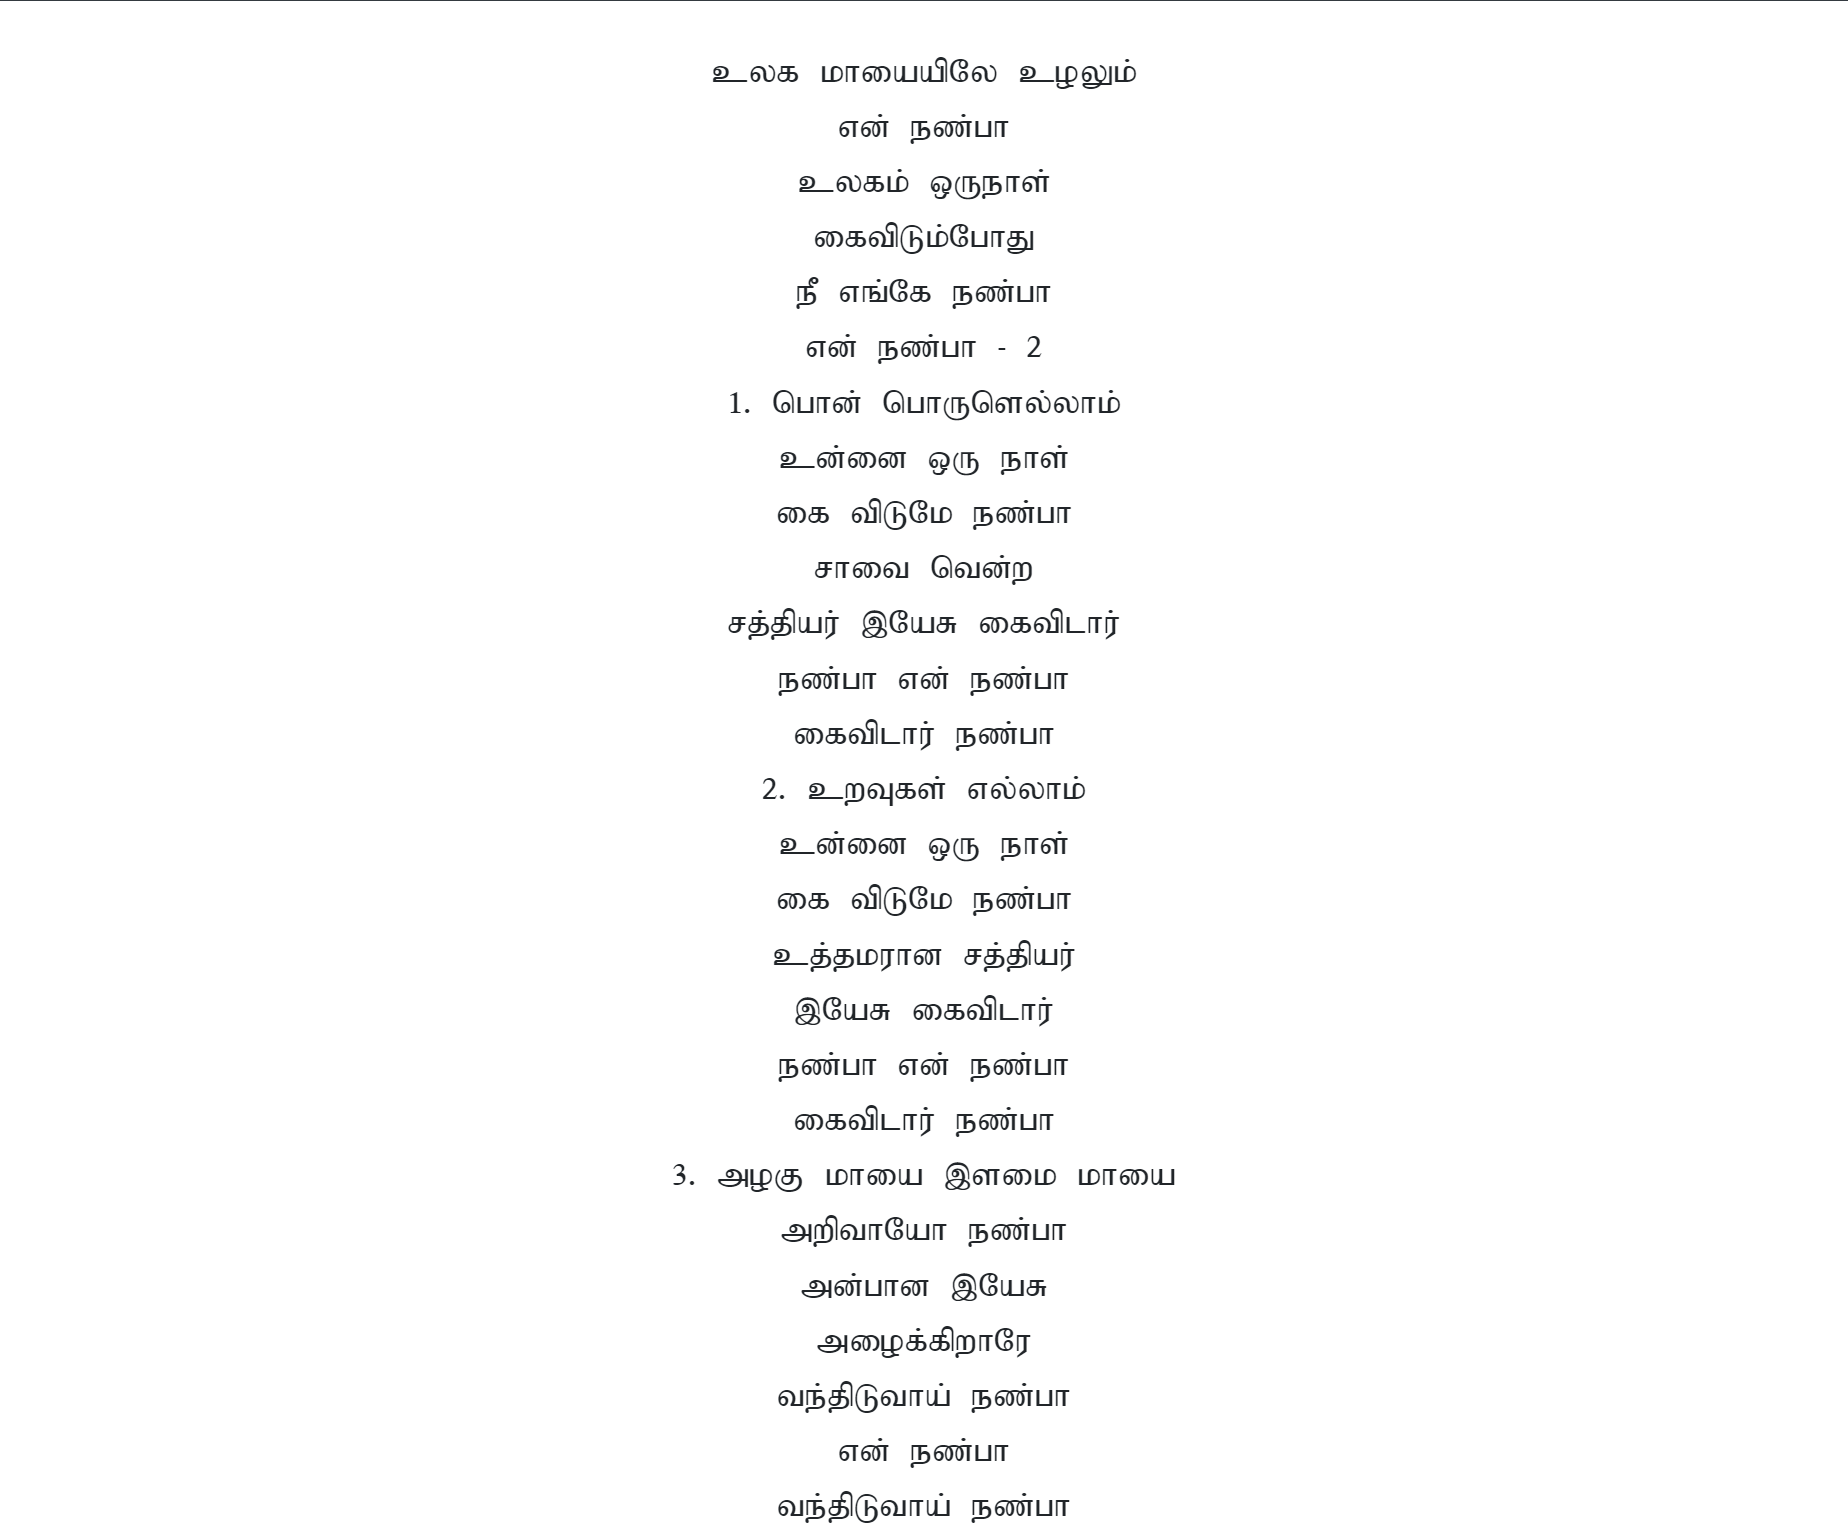 உலக மாயையிலே உழலும்
என் நண்பா
உலகம் ஒருநாள்
கைவிடும்போது
நீ எங்கே நண்பா
என் நண்பா - 2
1. பொன் பொருளெல்லாம்
உன்னை ஒரு நாள்
கை விடுமே நண்பா
சாவை வென்ற
சத்தியர் இயேசு கைவிடார்
நண்பா என் நண்பா
கைவிடார் நண்பா
2. உறவுகள் எல்லாம்
உன்னை ஒரு நாள்
கை விடுமே நண்பா
உத்தமரான சத்தியர்
இயேசு கைவிடார்
நண்பா என் நண்பா
கைவிடார் நண்பா
3. அழகு மாயை இளமை மாயை
அறிவாயோ நண்பா
அன்பான இயேசு
அழைக்கிறாரே
வந்திடுவாய் நண்பா
என் நண்பா
வந்திடுவாய் நண்பா